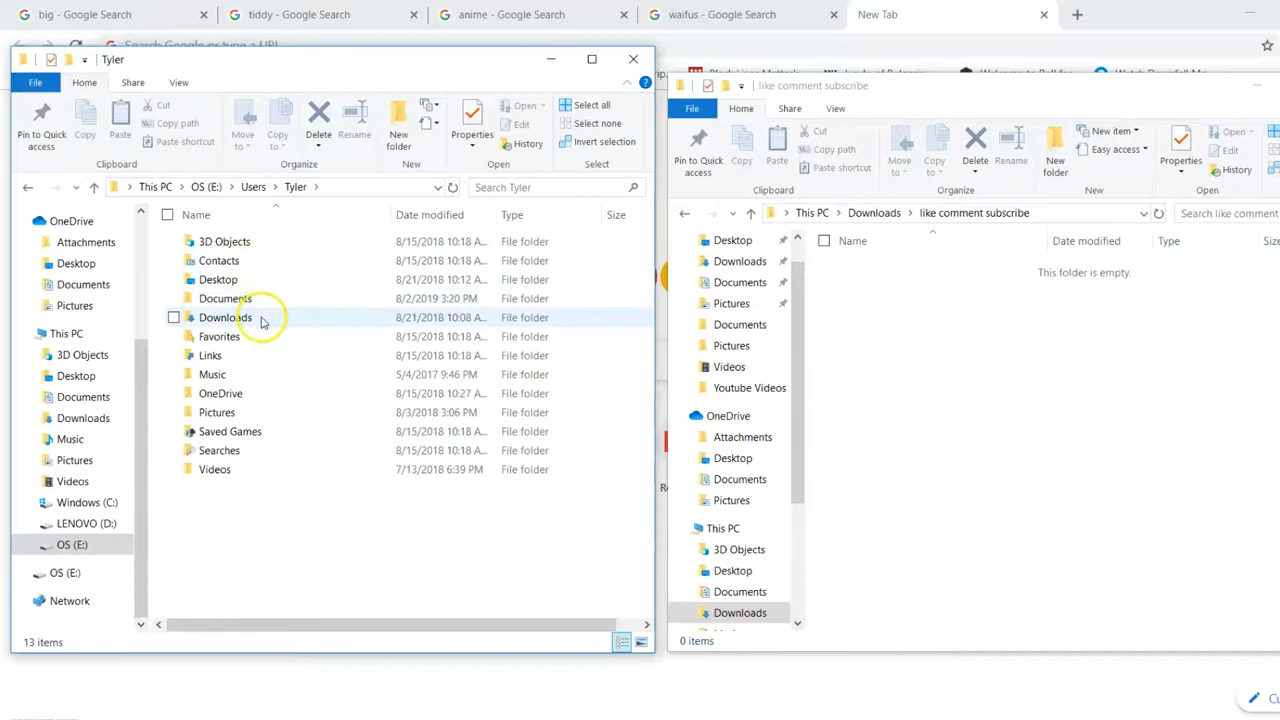 big - Google Search
tiddy - Google Search
anime - Google Search
waifus - Google Search
New Tab
Search Google or type a URL
Tyler
File Home Share View
Pin to Quick access
Copy
Paste
Cut
Copy path
Paste shortcut
Clipboard
Move to
Copy to
Delete
Rename
Organize
New folder
New
Properties
Open
Edit
History
Open
Select all
Select none
Invert selection
Select
This PC > OS (E:) > Users > Tyler >
Search Tyler
Name Date modified Type Size
3D Objects 8/15/2018 10:18 A... File folder
Contacts 8/15/2018 10:18 A... File folder
Desktop 8/21/2018 10:12 A... File folder
Documents 8/2/2019 3:20 PM File folder
Downloads 8/21/2018 10:08 A... File folder
Favorites 8/15/2018 10:18 A... File folder
Links 8/15/2018 10:18 A... File folder
Music 5/4/2017 9:46 PM File folder
OneDrive 8/15/2018 10:27 A... File folder
Pictures 8/3/2018 3:06 PM File folder
Saved Games 8/15/2018 10:18 A... File folder
Searches 8/15/2018 10:18 A... File folder
Videos 7/13/2018 6:39 PM File folder
OneDrive
Attachments
Desktop
Documents
Pictures
This PC
3D Objects
Desktop
Documents
Downloads
Music
Pictures
Videos
Windows (C:)
LENOVO (D:)
OS (E:)
OS (E:)
Network
13 items
like comment subscribe
File Home Share View
Pin to Quick access
Copy
Paste
Cut
Copy path
Paste shortcut
Clipboard
Move to
Copy to
Delete
Rename
Organize
New folder
New item
Easy access
New
Properties
Open
Edit
History
Open
This PC > Downloads > like comment subscribe
Search like comment
Name Date modified Type
This folder is empty.
Desktop
Downloads
Documents
Pictures
Documents
Pictures
Videos
Youtube Videos
OneDrive
Attachments
Desktop
Documents
Pictures
This PC
3D Objects
Desktop
Documents
Downloads
0 items